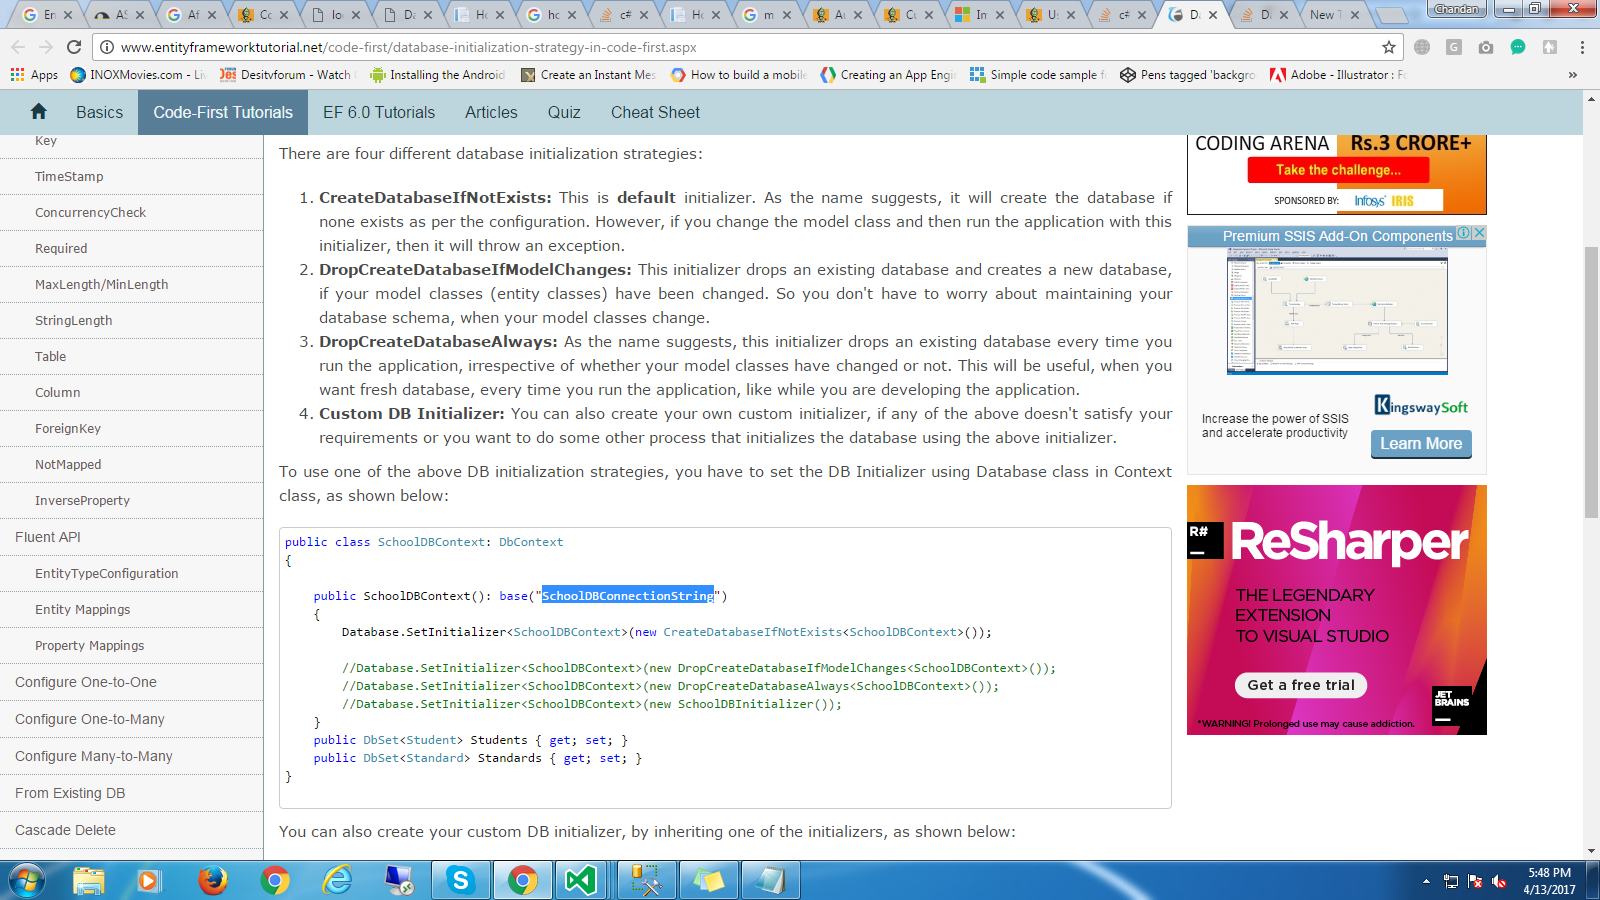 En
AS
Af
Co
loc
Da
Ho
ho
c#
Ho
m
Au
Cu
In
Us
c#
Da
Di
New T
Chandan
www.entityframeworktutorial.net/code-first/database-initialization-strategy-in-code-first.aspx
Apps
INOXMovies.com - Liv
Desitvforum - Watch
Installing the Android
Create an Instant Mes
How to build a mobile
Creating an App Engi
Simple code sample f
Pens tagged 'backgro
Adobe - Illustrator : Fo
»
Basics
Code-First Tutorials
EF 6.0 Tutorials
Articles
Quiz
Cheat Sheet
Key
TimeStamp
ConcurrencyCheck
Required
MaxLength/MinLength
StringLength
Table
Column
ForeignKey
NotMapped
InverseProperty
Fluent API
EntityTypeConfiguration
Entity Mappings
Property Mappings
Configure One-to-One
Configure One-to-Many
Configure Many-to-Many
From Existing DB
Cascade Delete
There are four different database initialization strategies:
1. CreateDatabaseIfNotExists: This is default initializer. As the name suggests, it will create the database if
none exists as per the configuration. However, if you change the model class and then run the application with this
initializer, then it will throw an exception.
2. DropCreateDatabaseIfModelChanges: This initializer drops an existing database and creates a new database,
if your model classes (entity classes) have been changed. So you don't have to worry about maintaining your
database schema, when your model classes change.
3. DropCreateDatabaseAlways: As the name suggests, this initializer drops an existing database every time you
run the application, irrespective of whether your model classes have changed or not. This will be useful, when you
want fresh database, every time you run the application, like while you are developing the application.
4. Custom DB Initializer: You can also create your own custom initializer, if any of the above doesn't satisfy your
requirements or you want to do some other process that initializes the database using the above initializer.
To use one of the above DB initialization strategies, you have to set the DB Initializer using Database class in Context
class, as shown below:
public class SchoolDBContext: DbContext
{
public SchoolDBContext(): base("SchoolDBConnectionString")
{
Database.SetInitializer<SchoolDBContext>(new CreateDatabaseIfNotExists<SchoolDBContext>());
//Database.SetInitializer<SchoolDBContext>(new DropCreateDatabaseIfModelChanges<SchoolDBContext>());
//Database.SetInitializer<SchoolDBContext>(new DropCreateDatabaseAlways<SchoolDBContext>());
//Database.SetInitializer<SchoolDBContext>(new SchoolDBInitializer());
}
public DbSet<Student> Students { get; set; }
public DbSet<Standard> Standards { get; set; }
}
You can also create your custom DB initializer, by inheriting one of the initializers, as shown below:
CODING ARENA Rs.3 CRORE+
Take the challenge...
SPONSORED BY: Infosys IRIS
Premium SSIS Add-On Components
Increase the power of SSIS
and accelerate productivity
KingswaySoft
Learn More
R#
ReSharper
THE LEGENDARY
EXTENSION
TO VISUAL STUDIO
Get a free trial
JET
BRAINS
*WARNING! Prolonged use may cause addiction.
5:48 PM
4/13/2017